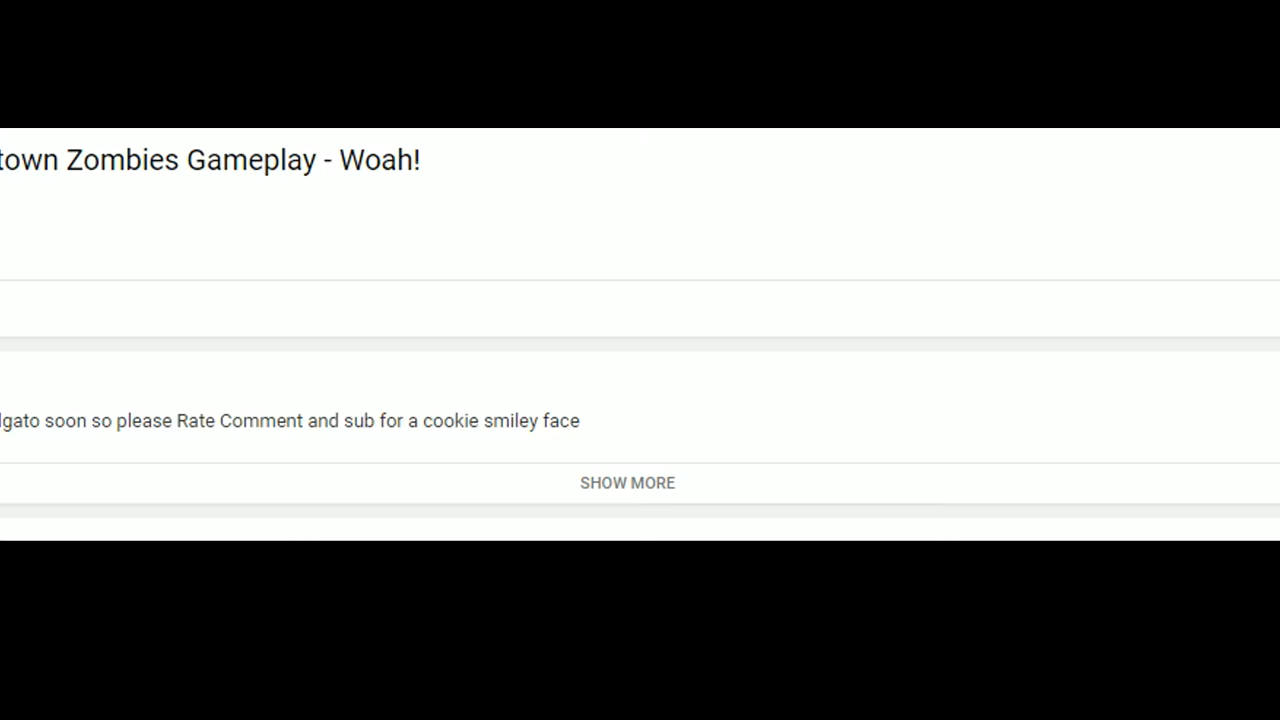 town Zombies Gameplay - Woah!
lgato soon so please Rate Comment and sub for a cookie smiley face
SHOW MORE